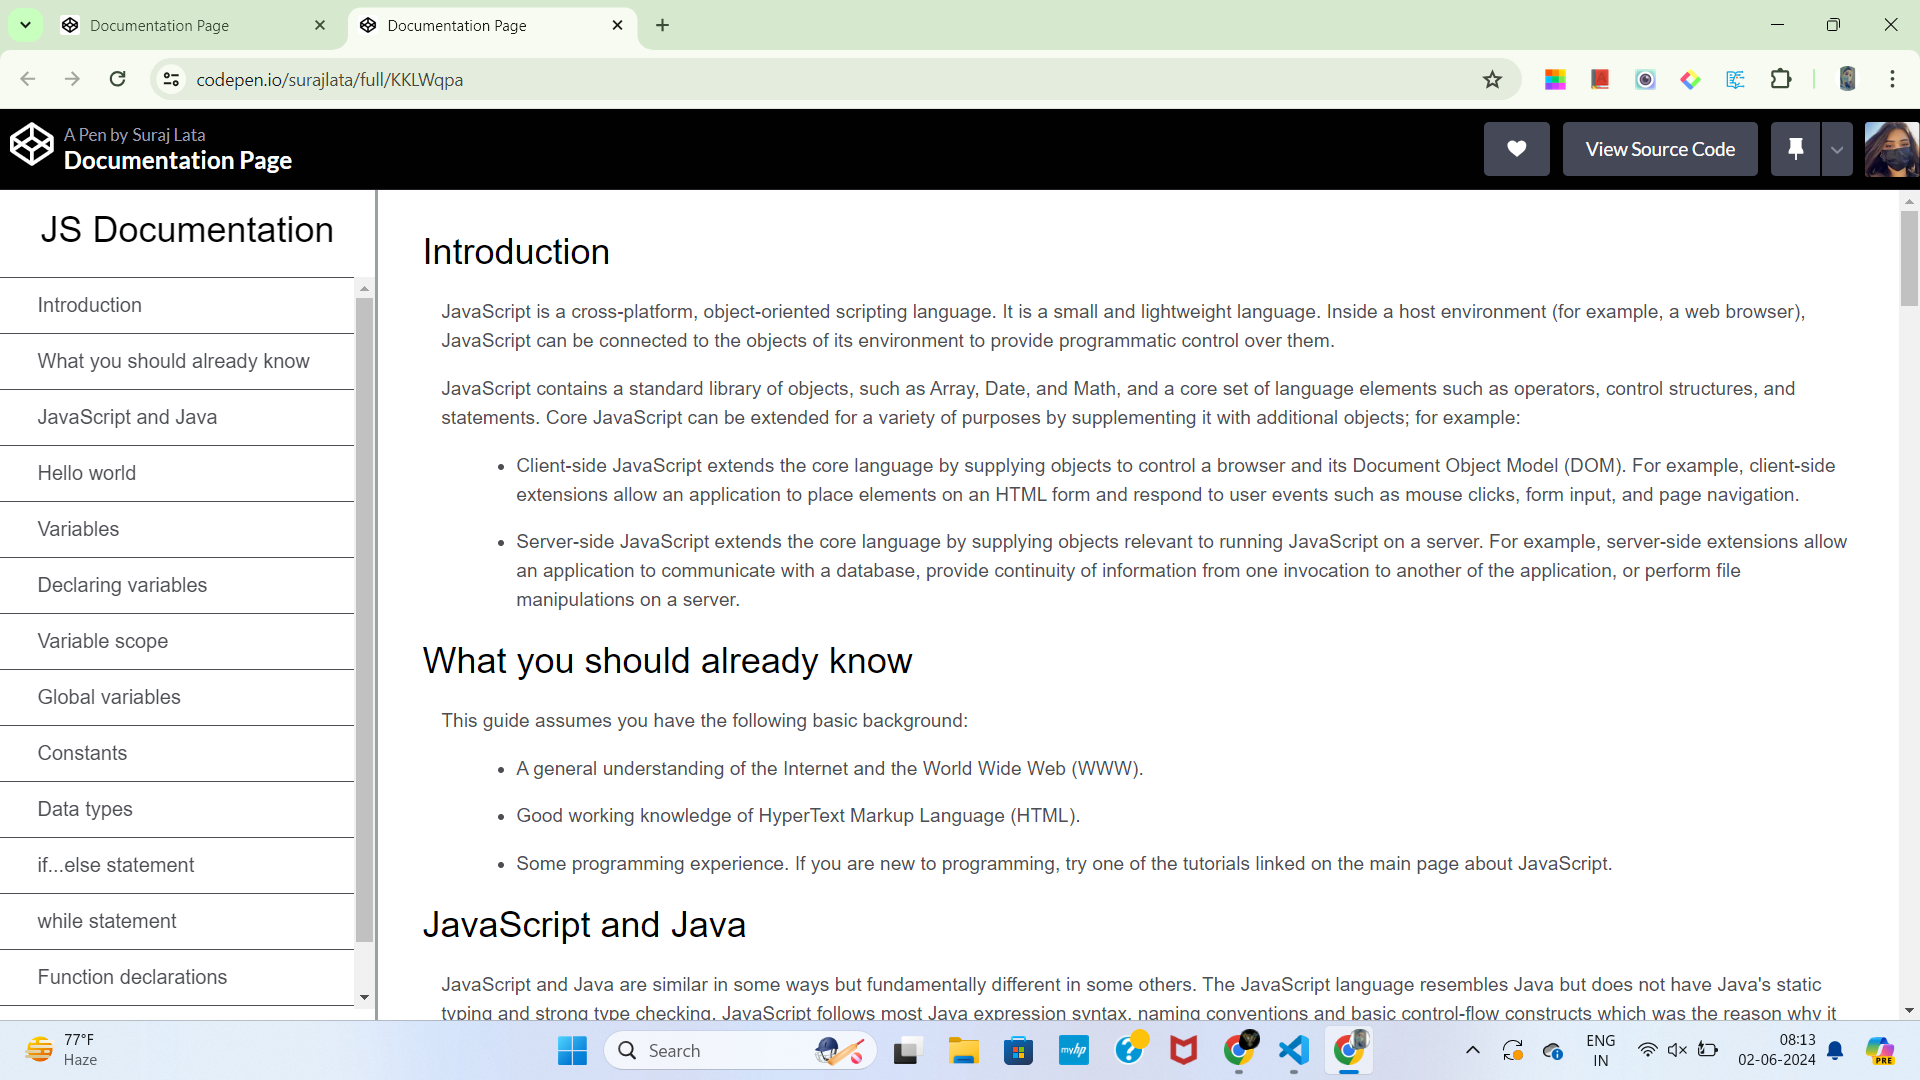 Documentation Page
Documentation Page
codepen.io/surajlata/full/KKLWqpa
A Pen by Suraj Lata
Documentation Page
View Source Code
JS Documentation
Introduction
What you should already know
JavaScript and Java
Hello world
Variables
Declaring variables
Variable scope
Global variables
Constants
Data types
if...else statement
while statement
Function declarations
Introduction
JavaScript is a cross-platform, object-oriented scripting language. It is a small and lightweight language. Inside a host environment (for example, a web browser),
JavaScript can be connected to the objects of its environment to provide programmatic control over them.
JavaScript contains a standard library of objects, such as Array, Date, and Math, and a core set of language elements such as operators, control structures, and
statements. Core JavaScript can be extended for a variety of purposes by supplementing it with additional objects; for example:
• Client-side JavaScript extends the core language by supplying objects to control a browser and its Document Object Model (DOM). For example, client-side
extensions allow an application to place elements on an HTML form and respond to user events such as mouse clicks, form input, and page navigation.
• Server-side JavaScript extends the core language by supplying objects relevant to running JavaScript on a server. For example, server-side extensions allow
an application to communicate with a database, provide continuity of information from one invocation to another of the application, or perform file
manipulations on a server.
What you should already know
This guide assumes you have the following basic background:
• A general understanding of the Internet and the World Wide Web (WWW).
• Good working knowledge of HyperText Markup Language (HTML).
• Some programming experience. If you are new to programming, try one of the tutorials linked on the main page about JavaScript.
JavaScript and Java
JavaScript and Java are similar in some ways but fundamentally different in some others. The JavaScript language resembles Java but does not have Java's static
typing and strong type checking. JavaScript follows most Java expression syntax, naming conventions and basic control-flow constructs which was the reason why it
77°F
Haze
Search
myhp
ENG
IN
08:13
02-06-2024
PRE